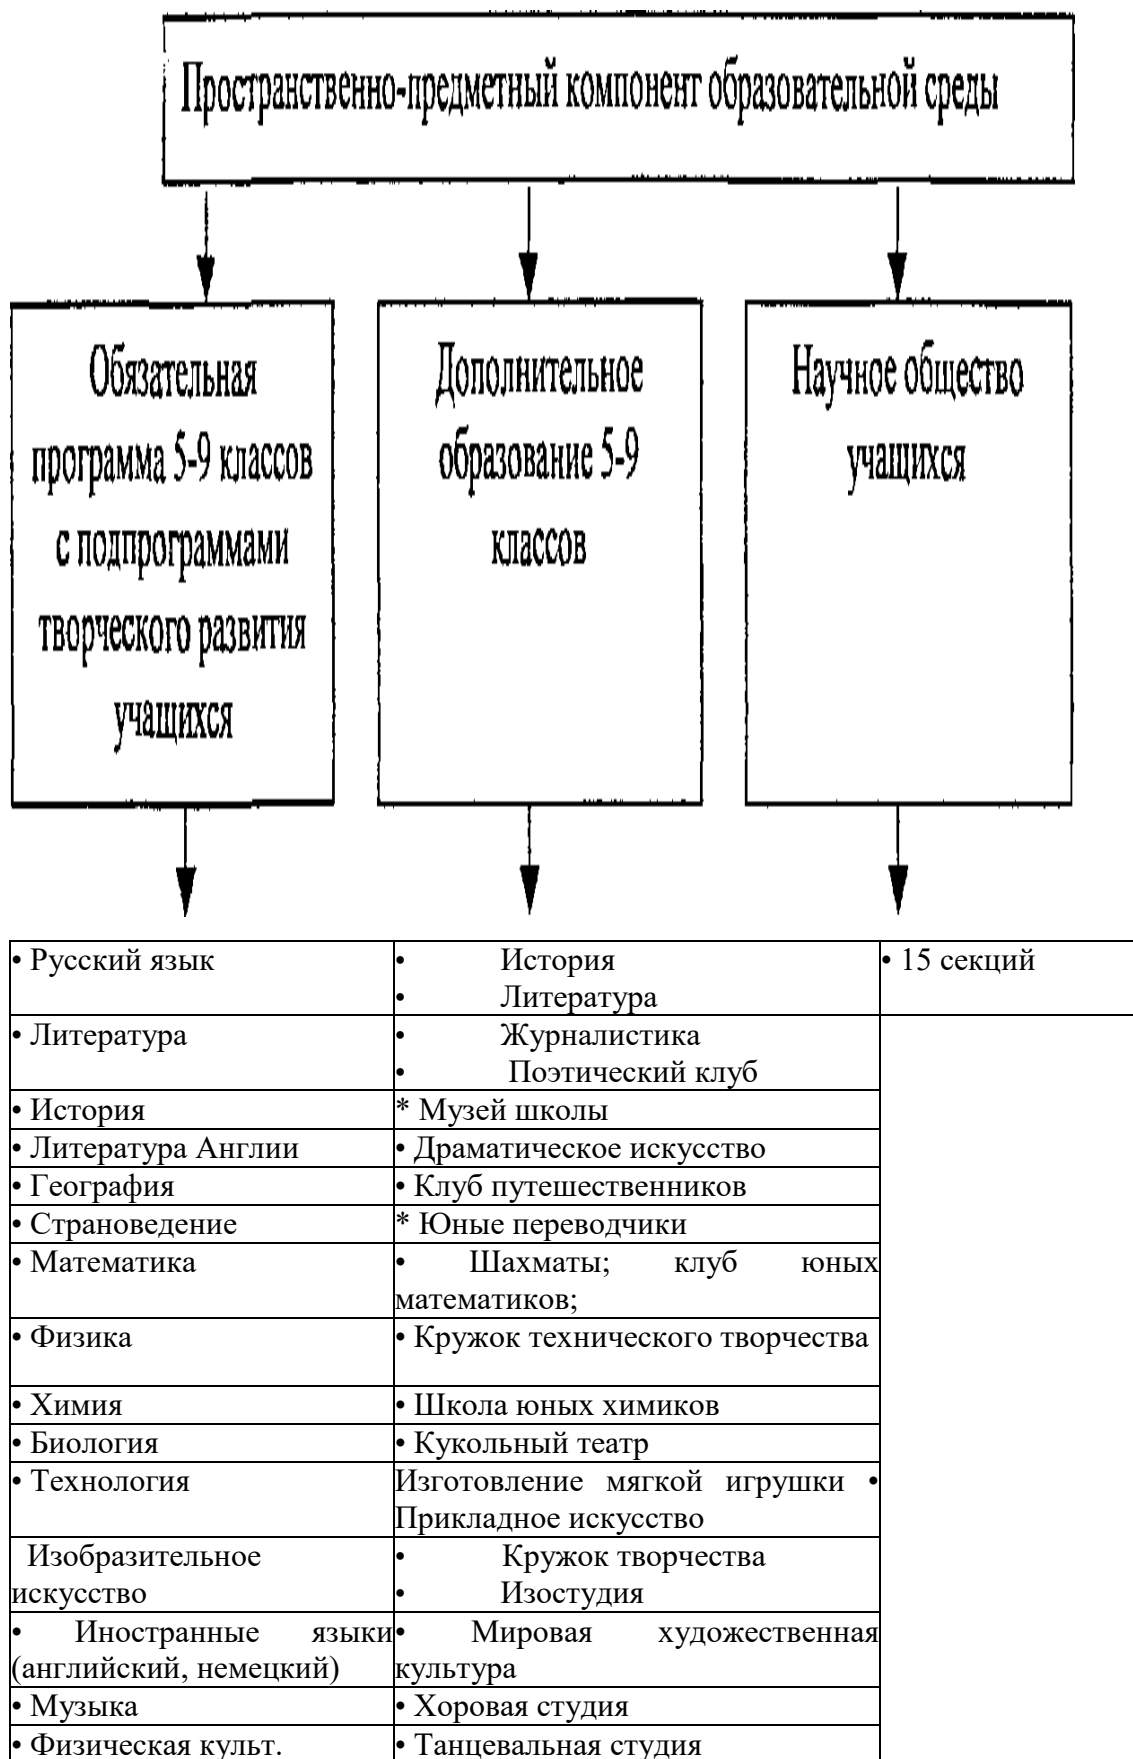 Пространственно-предметный компонент образовательной среды
Обязательная
программа 5-9 классов
с подпрограммами
творческого развития
учащихся
Дополнительное
образование 5-9
классов
Научное общество
учащихся
• Русский язык
• История
• Литература
• 15 секций
• Литература
• Журналистика
• Поэтический клуб
• История
* Музей школы
• Литература Англии
• Драматическое искусство
• География
• Клуб путешественников
• Страноведение
* Юные переводчики
• Математика
• Шахматы; клуб юных
математиков;
• Физика
• Кружок технического творчества
• Химия
• Школа юных химиков
• Биология
• Кукольный театр
• Технология
Изготовление мягкой игрушки •
Прикладное искусство
Изобразительное
искусство
• Кружок творчества
• Изостудия
• Иностранные языки
(английский, немецкий)
• Мировая художественная
культура
• Музыка
• Хоровая студия
• Физическая культ.
• Танцевальная студия